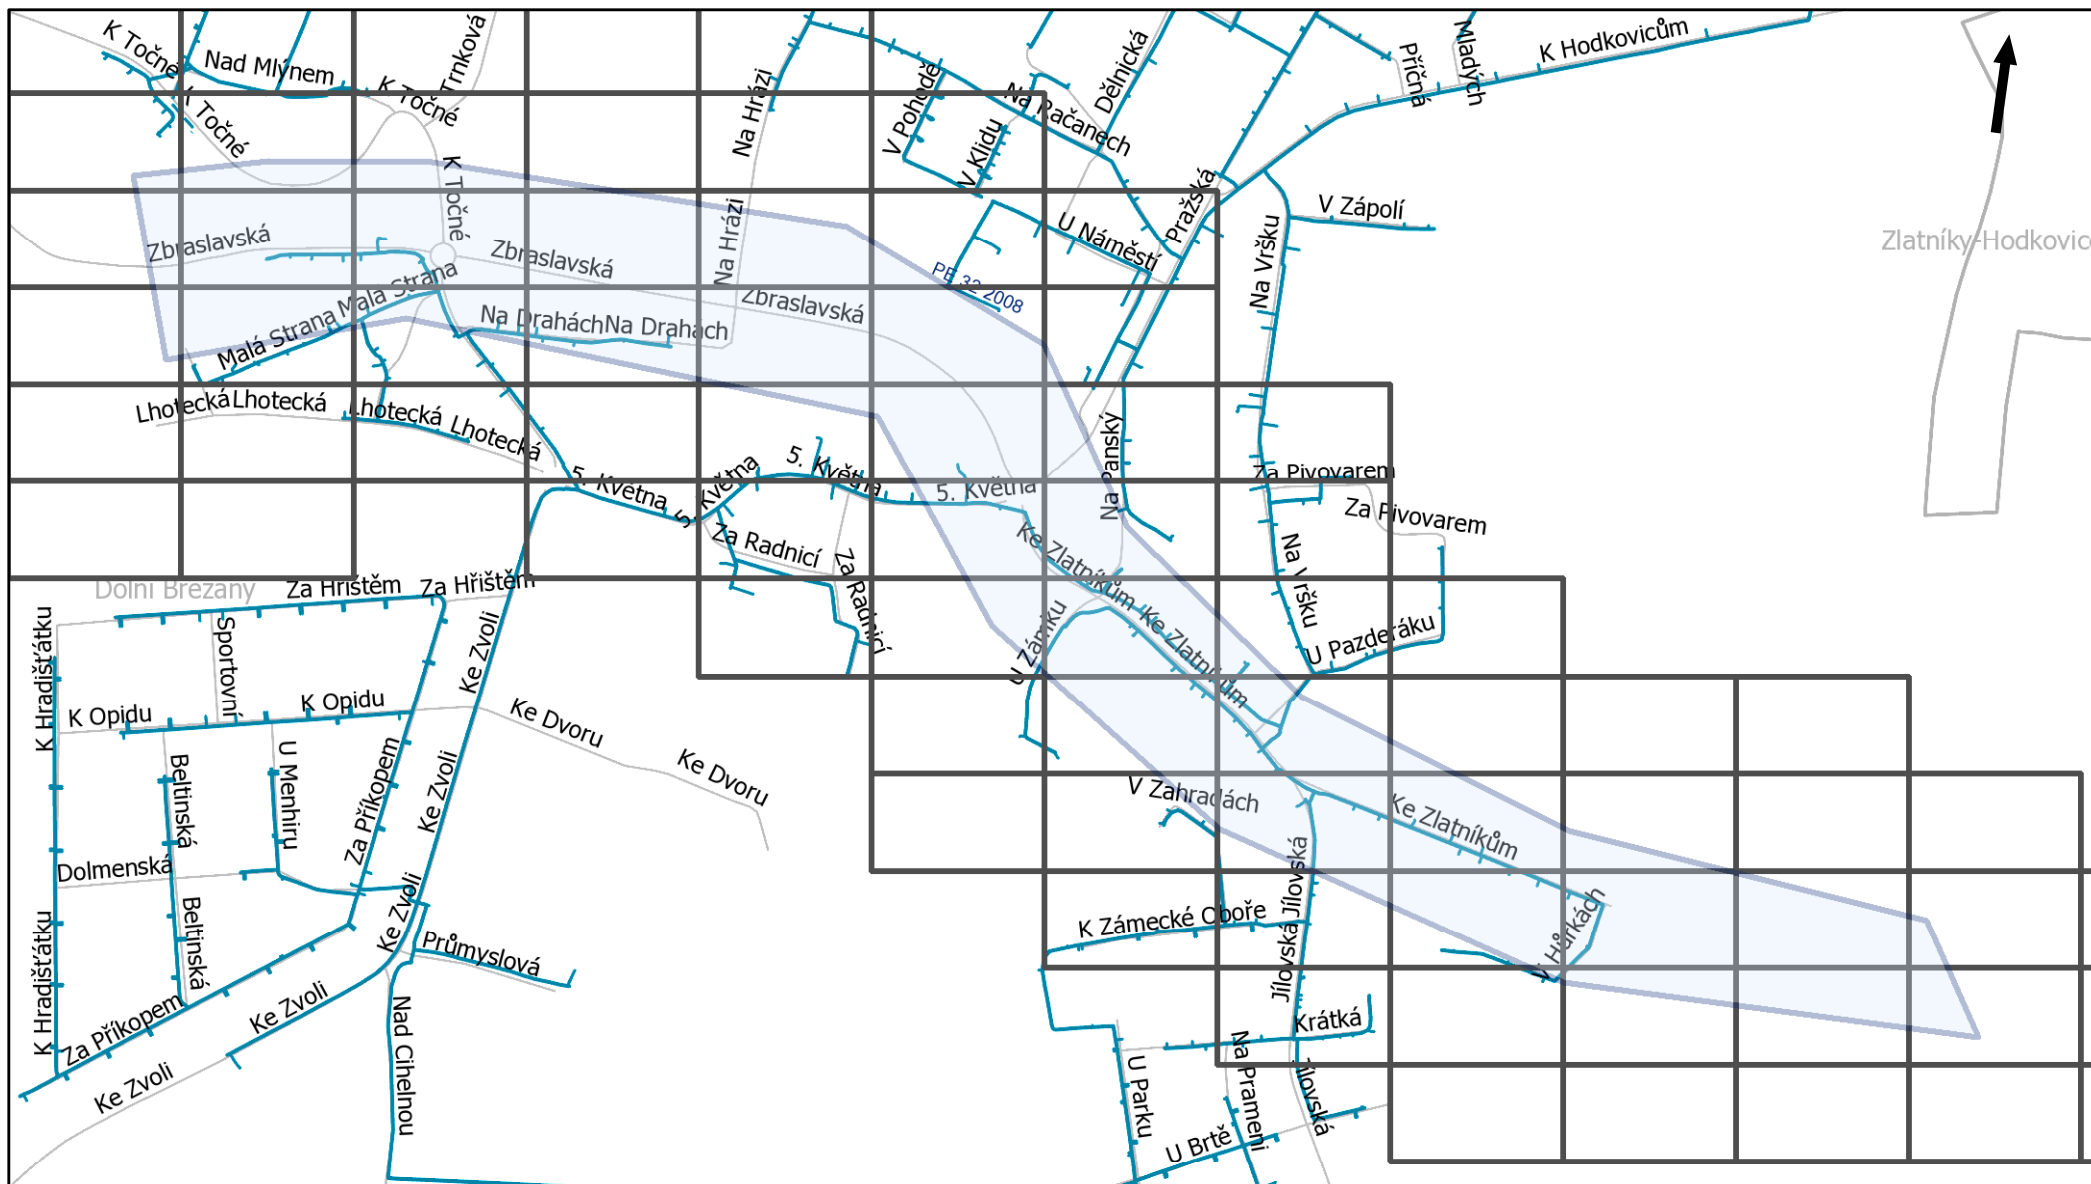 K Točné
Nad Mlýnem
K Točné
Trnková
K Točné
Na Hrázi
V Pohodě
V Klidu
Na Račanech
Dělnická
Příčná
Mladých
K Hodkovicům
K Točné
Zbraslavská
Zbraslavská
Na Hrázi
U Náměstí
Pražská
Na Vršku
V Zápolí
Zlatníky-Hodkovice
PE 32 2008
Malá Strana
Malá Strana
Na Drahách
Na Drahách
Zbraslavská
Lhotecká
Lhotecká
Lhotecká
Lhotecká
5. Května
5. Května
5. Května
5. Května
Na Panský
Za Pivovarem
Za Pivovarem
Za Radnicí
Za Radnicí
Ke Zlatníkům
Ke Zlatníkům
Na Vršku
U Pazderáku
U Zámku
Dolní Břežany
Za Hřištěm
Za Hřištěm
K Hradišťátku
Sportovní
Ke Zvoli
K Opidu
K Opidu
Ke Dvoru
Ke Dvoru
Beltinská
U Menhiru
Za Příkopem
Ke Zvoli
V Zahradách
Ke Zlatníkům
Dolmenská
Jílovská
Beltinská
Ke Zvoli
K Zámecké Oboře
V Hůrkách
K Hradišťátku
Průmyslová
Jílovská
Za Příkopem
Ke Zvoli
Nad Cihelnou
Krátká
Ke Zvoli
U Parku
Na Prameni
Jílovská
U Brtě